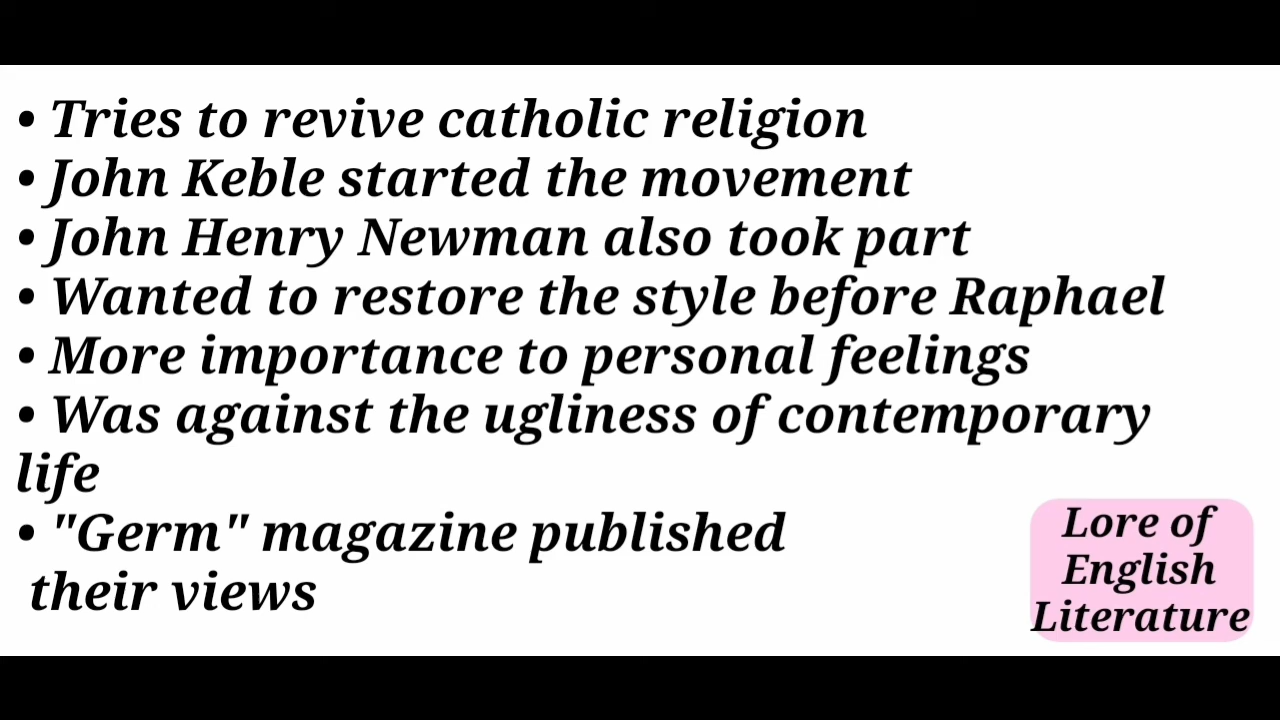 • Tries to revive catholic religion
• John Keble started the movement
• John Henry Newman also took part
• Wanted to restore the style before Raphael
• More importance to personal feelings
• Was against the ugliness of contemporary
life
• "Germ" magazine published
their views
Lore of
English
Literature